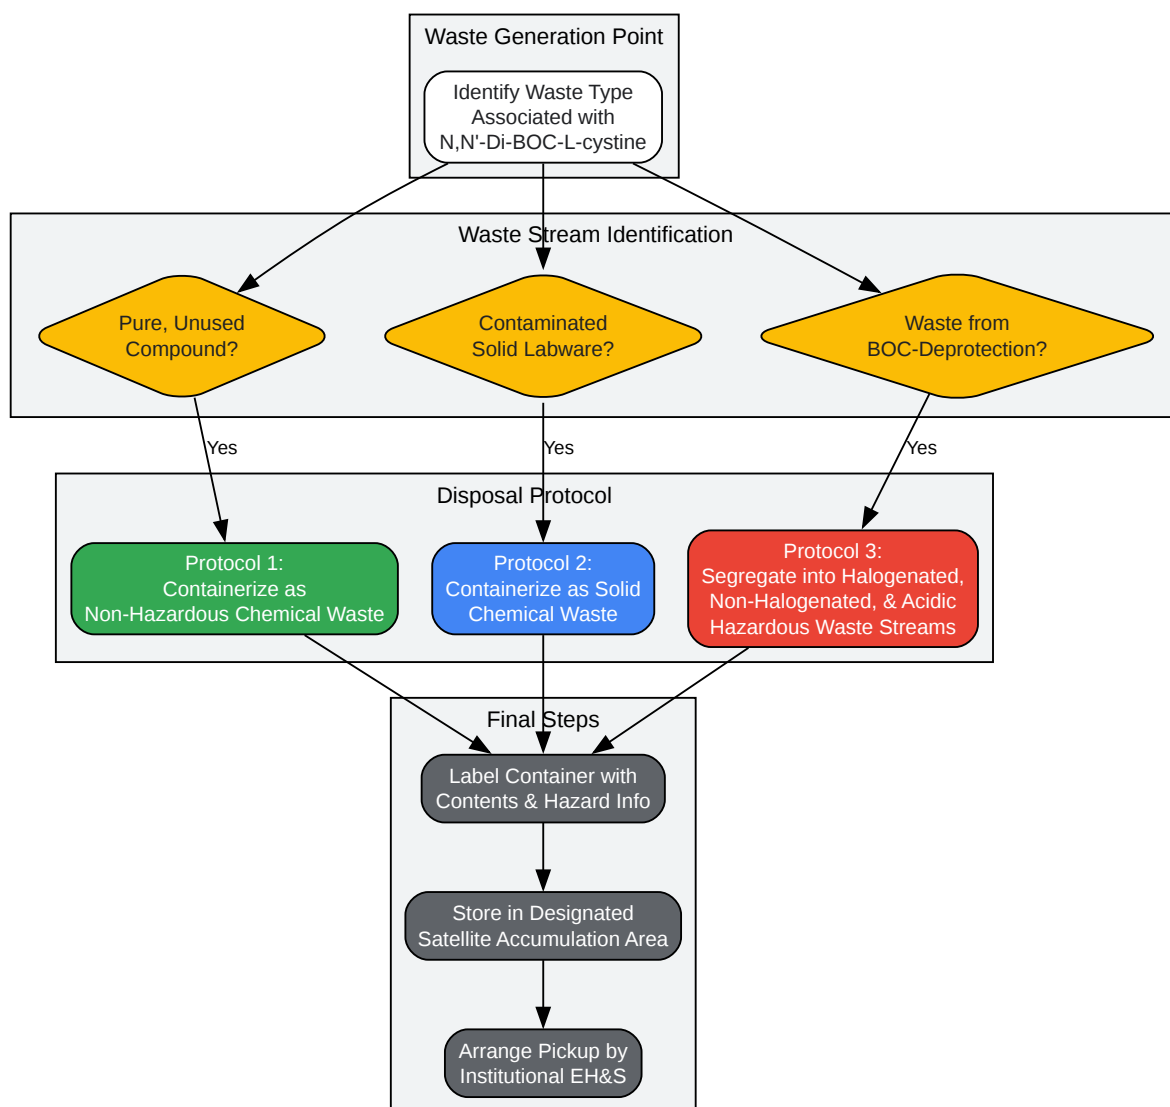 Waste Generation Point
Identify Waste Type
Associated with
N,N'-Di-BOC-L-cystine
Waste Stream Identification
Pure, Unused
Compound?
Contaminated
Solid Labware?
Waste from
BOC-Deprotection?
Yes
Yes
Yes
Disposal Protocol
Protocol 1:
Containerize as
Non-Hazardous Chemical Waste
Protocol 2:
Containerize as Solid
Chemical Waste
Protocol 3:
Segregate into Halogenated,
Non-Halogenated, & Acidic
Hazardous Waste Streams
Final Steps
Label Container with
Contents & Hazard Info
Store in Designated
Satellite Accumulation Area
Arrange Pickup by
Institutional EH&S